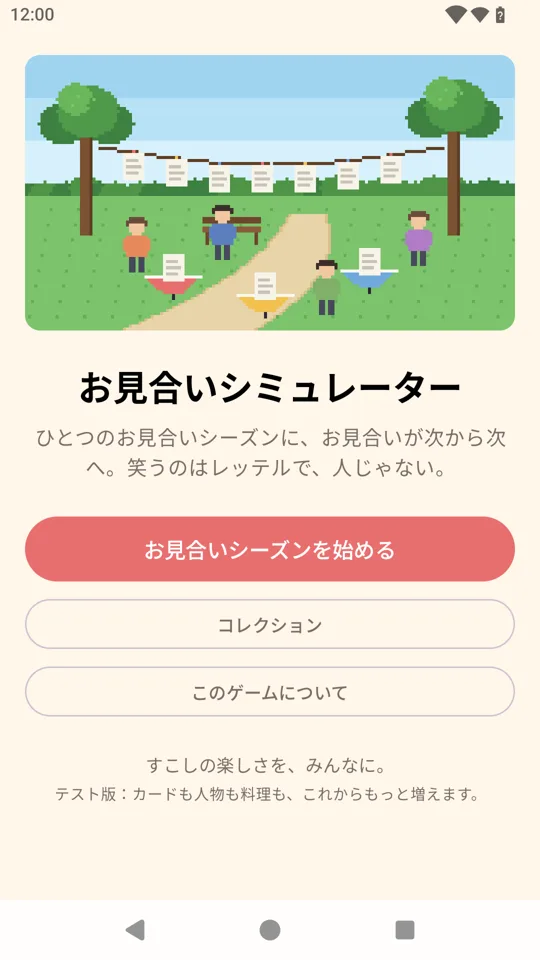 12:00
お見合いシミュレーター
ひとつのお見合いシーズンに、お見合いが次から次
へ。笑うのはレッテルで、人じゃない。
お見合いシーズンを始める
コレクション
このゲームについて
すこしの楽しさを、みんなに。
テスト版：カードも人物も料理も、これからもっと増えます。